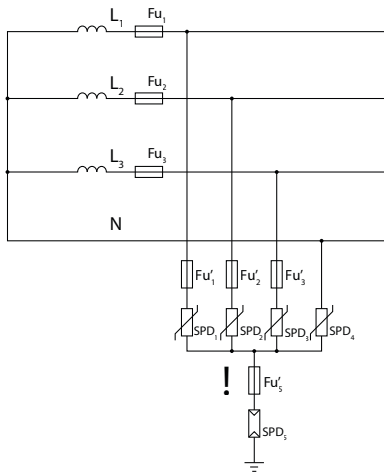 L₁ Fu₁
L₂ Fu₂
L₃ Fu₃
N
Fu'₁ Fu'₂ Fu'₃
SPD₁ SPD₂ SPD₃ SPD₄
! Fu'₅
SPD₅